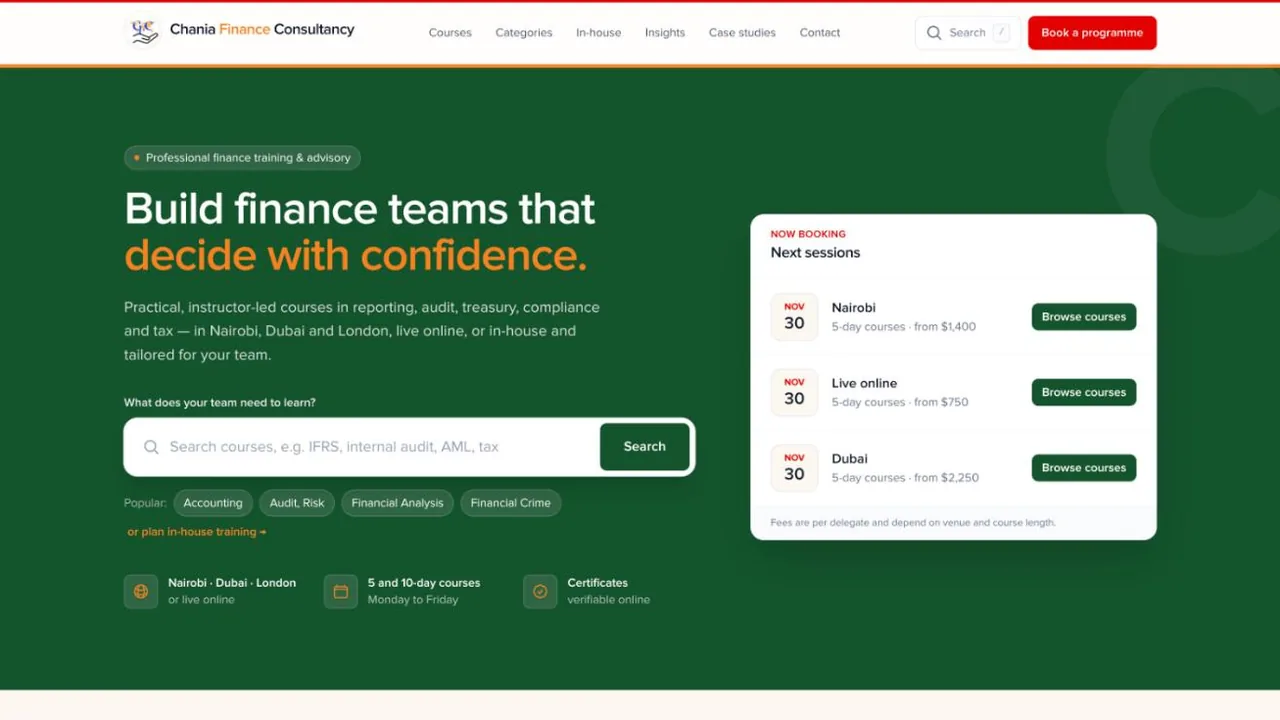 Chania Finance Consultancy
Courses
Categories
In-house
Insights
Case studies
Contact
Search /
Book a programme
Professional finance training & advisory
Build finance teams that
decide with confidence.
Practical, instructor-led courses in reporting, audit, treasury, compliance
and tax — in Nairobi, Dubai and London, live online, or in-house and
tailored for your team.
What does your team need to learn?
Search courses, e.g. IFRS, internal audit, AML, tax
Search
Popular:
Accounting
Audit, Risk
Financial Analysis
Financial Crime
or plan in-house training →
Nairobi · Dubai · London
or live online
5 and 10-day courses
Monday to Friday
Certificates
verifiable online
NOW BOOKING
Next sessions
NOV
30
Nairobi
5-day courses · from $1,400
Browse courses
NOV
30
Live online
5-day courses · from $750
Browse courses
NOV
30
Dubai
5-day courses · from $2,250
Browse courses
Fees are per delegate and depend on venue and course length.
C